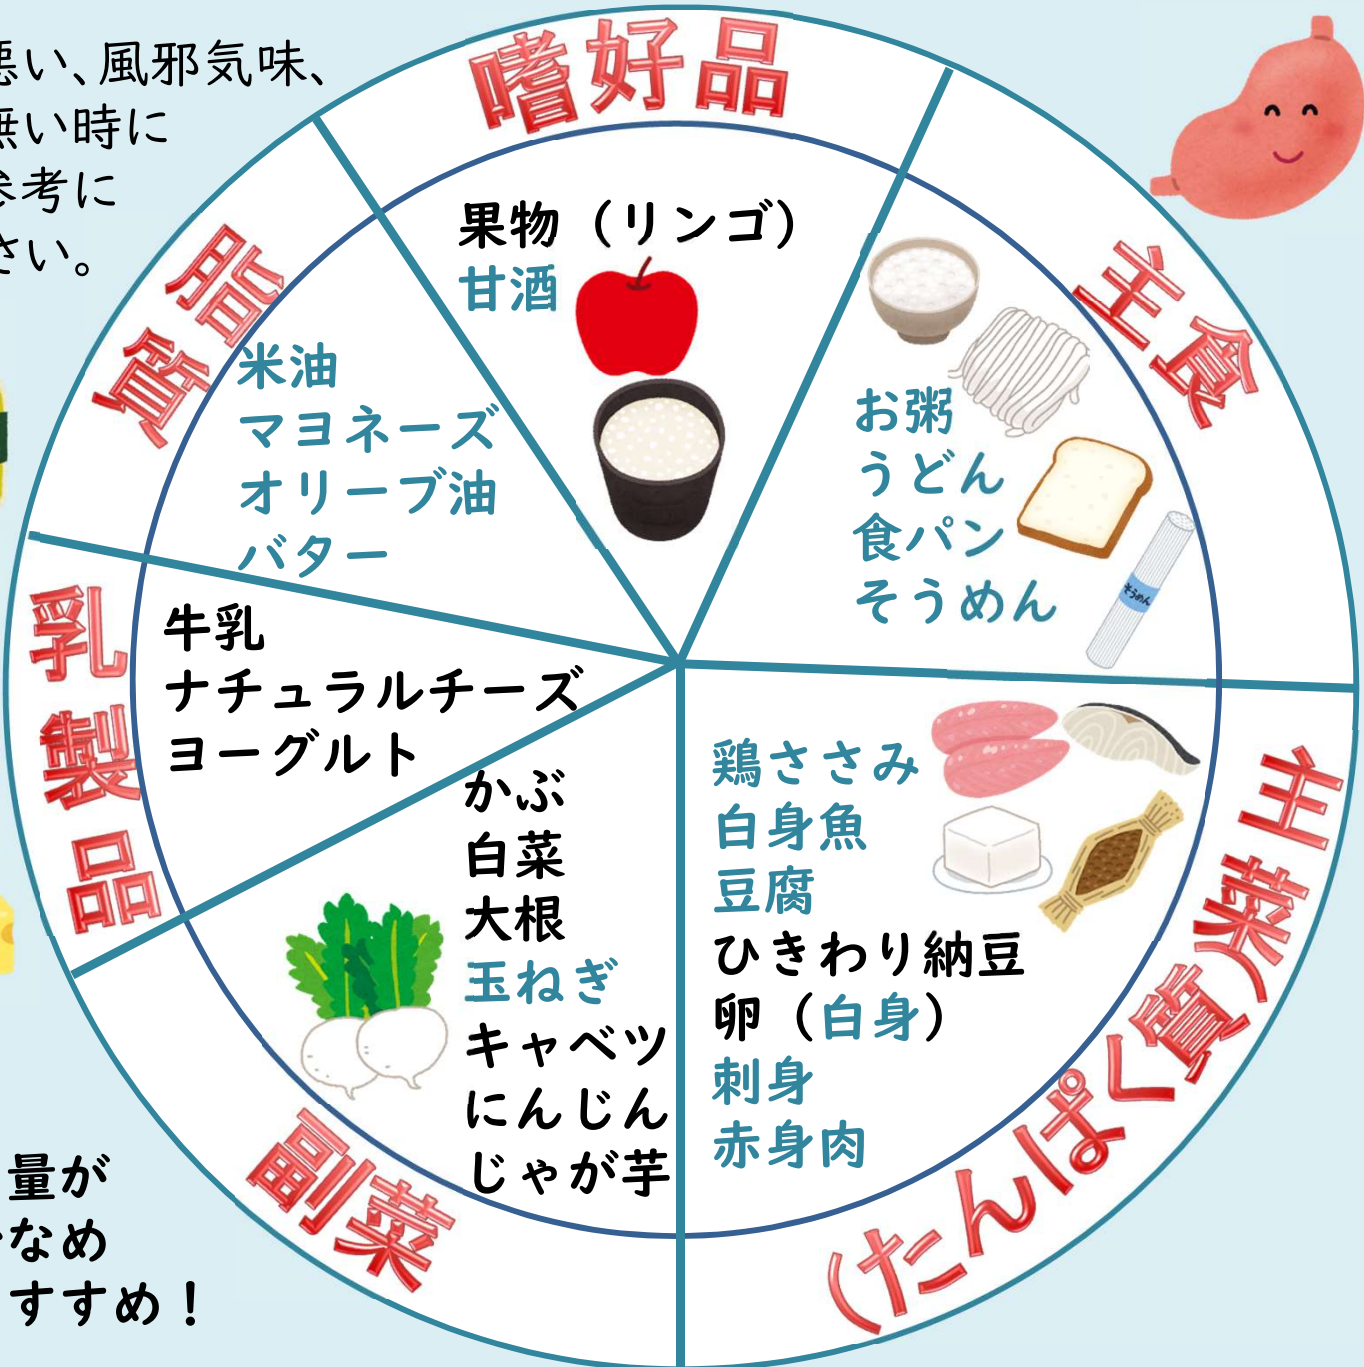 悪い、風邪気味、
無い時に
参考に
さい。
嗜好品
果物（リンゴ）
甘酒
主食
お粥
うどん
食パン
そうめん
そうめん
主菜
（たんぱく質）
鶏ささみ
白身魚
豆腐
ひきわり納豆
卵（白身）
刺身
赤身肉
副菜
かぶ
白菜
大根
玉ねぎ
キャベツ
にんじん
じゃが芋
乳製品
牛乳
ナチュラルチーズ
ヨーグルト
脂質
米油
マヨネーズ
オリーブ油
バター
量が
なめ
すすめ！